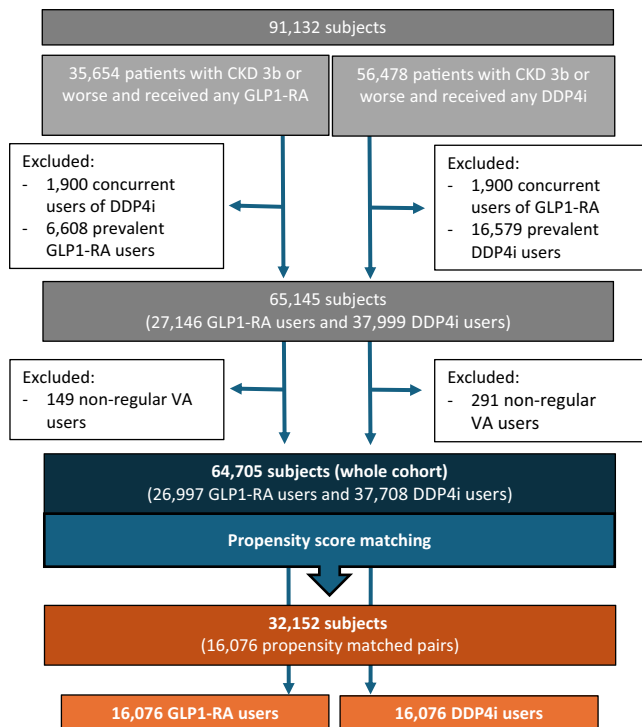 91,132 subjects
35,654 patients with CKD 3b or
worse and received any GLP1-RA
56,478 patients with CKD 3b or
worse and received any DDP4i
Excluded:
- 1,900 concurrent
users of DDP4i
- 6,608 prevalent
GLP1-RA users
Excluded:
- 1,900 concurrent
users of GLP1-RA
- 16,579 prevalent
DDP4i users
65,145 subjects
(27,146 GLP1-RA users and 37,999 DDP4i users)
Excluded:
- 149 non-regular VA
users
Excluded:
- 291 non-regular
VA users
64,705 subjects (whole cohort)
(26,997 GLP1-RA users and 37,708 DDP4i users)
Propensity score matching
32,152 subjects
(16,076 propensity matched pairs)
16,076 GLP1-RA users
16,076 DDP4i users